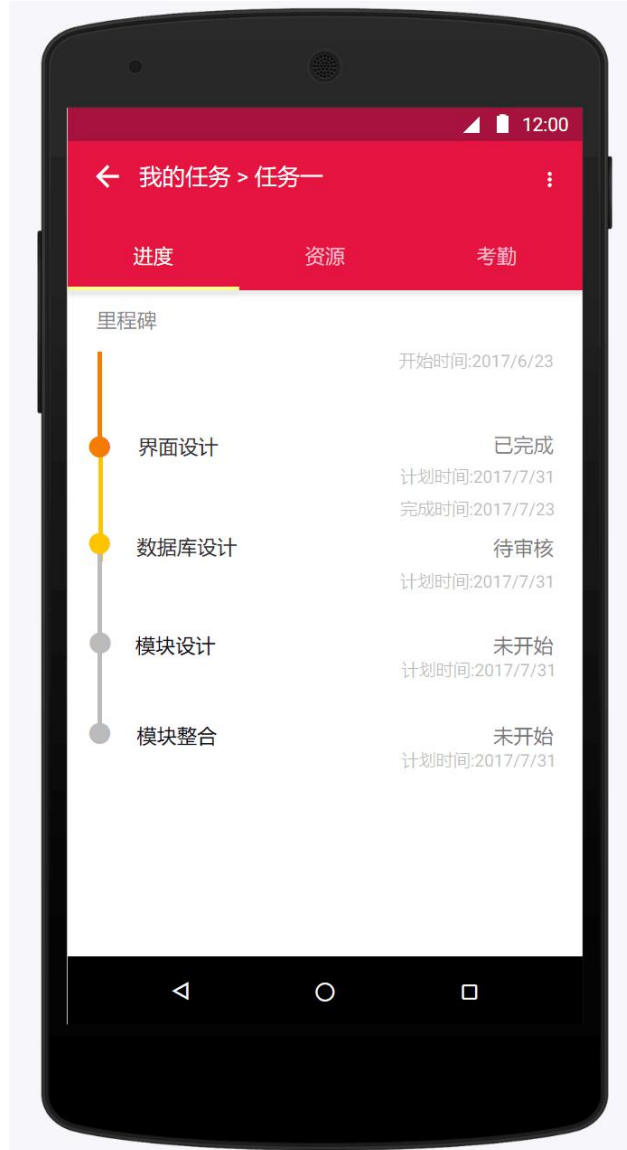 12:00
我的任务 > 任务一
进度 资源 考勤
里程碑
开始时间:2017/6/23
界面设计 已完成
计划时间:2017/7/31
完成时间:2017/7/23
数据库设计 待审核
计划时间:2017/7/31
模块设计 未开始
计划时间:2017/7/31
模块整合 未开始
计划时间:2017/7/31